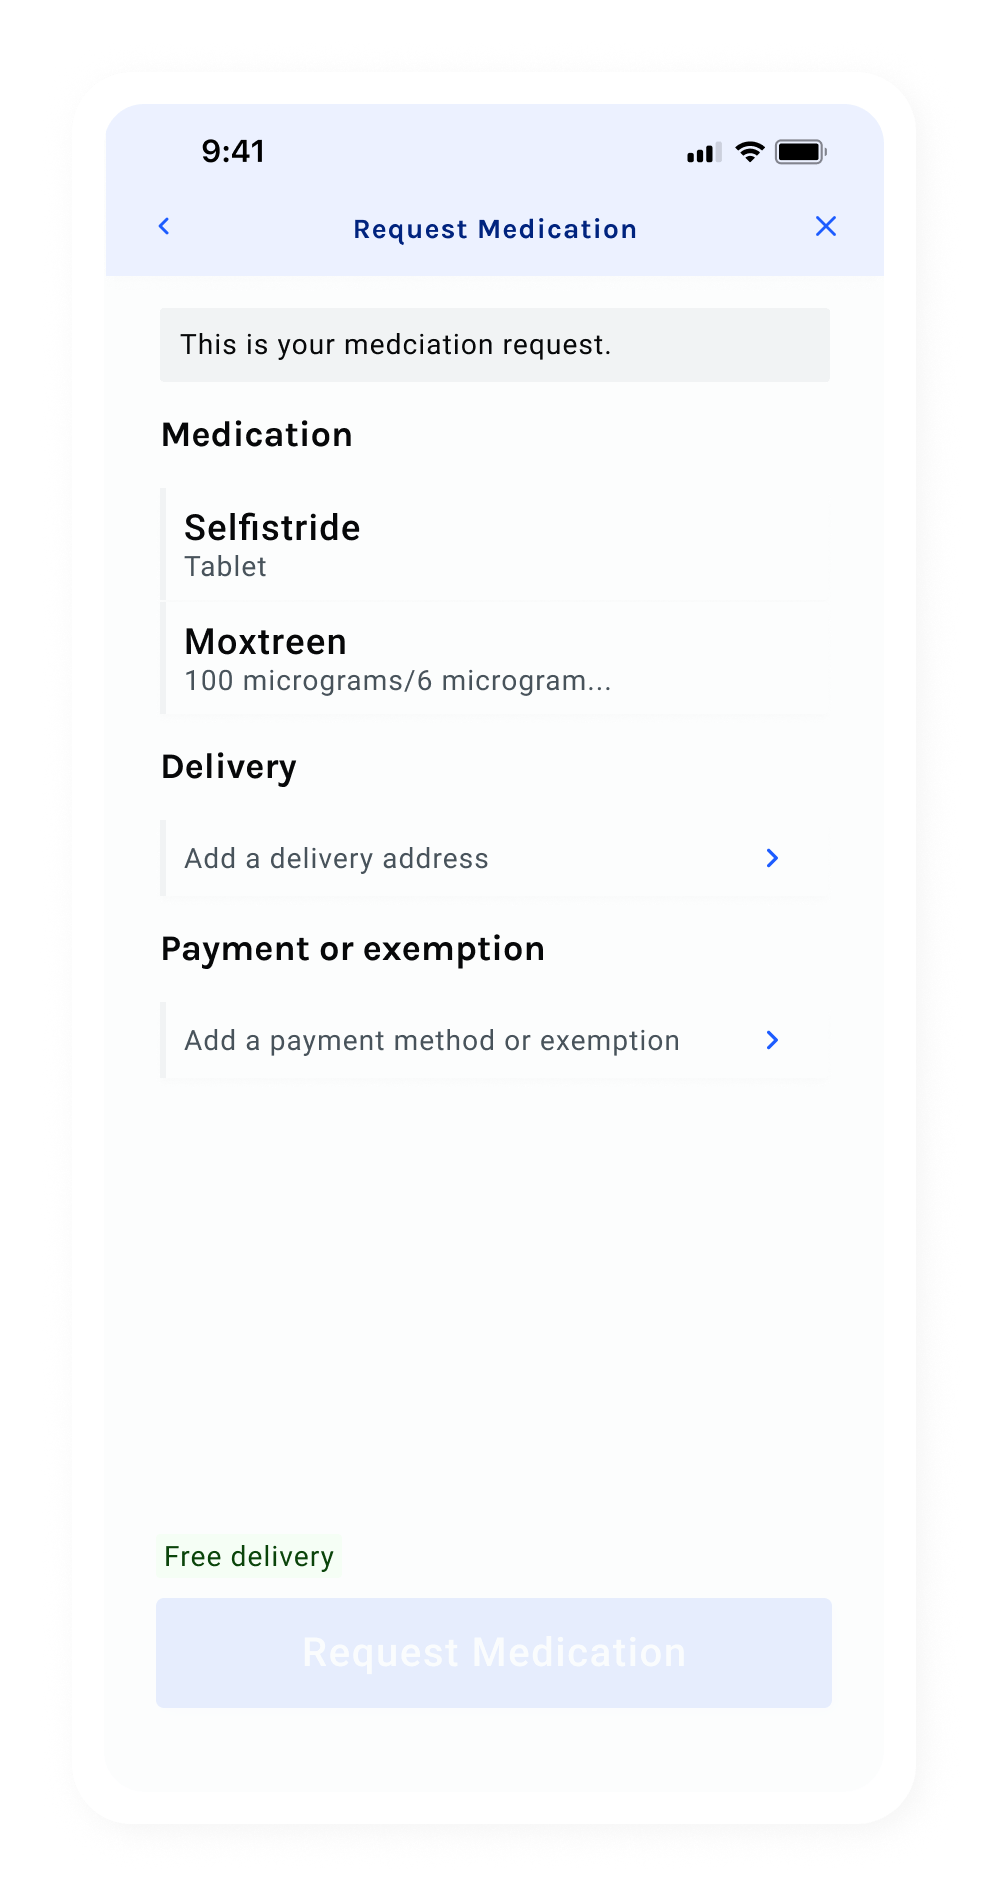 9:41
Request Medication
This is your medciation request.
Medication
Selfistride
Tablet
Moxtreen
100 micrograms/6 microgram...
Delivery
Add a delivery address
Payment or exemption
Add a payment method or exemption
Free delivery
Request Medication